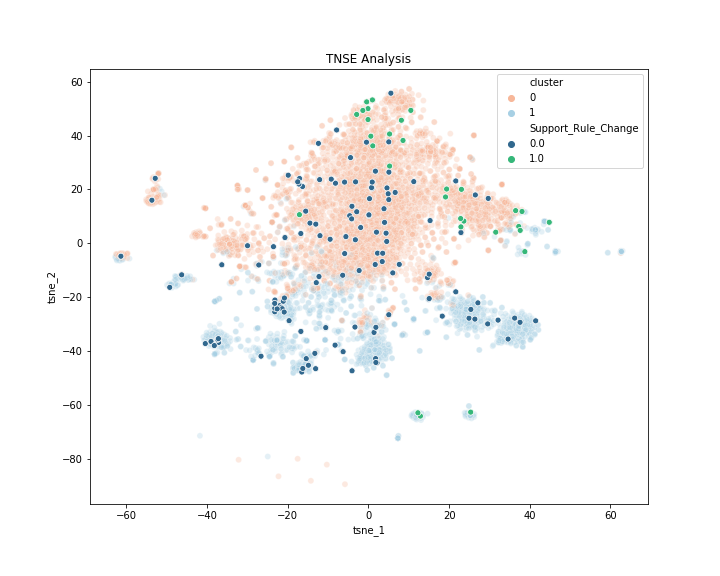 TNSE Analysis
cluster
0
1
Support_Rule_Change
0.0
1.0
60
40
20
0
−20
−40
−60
−80
tsne_2
−60 −40 −20 0 20 40 60
tsne_1